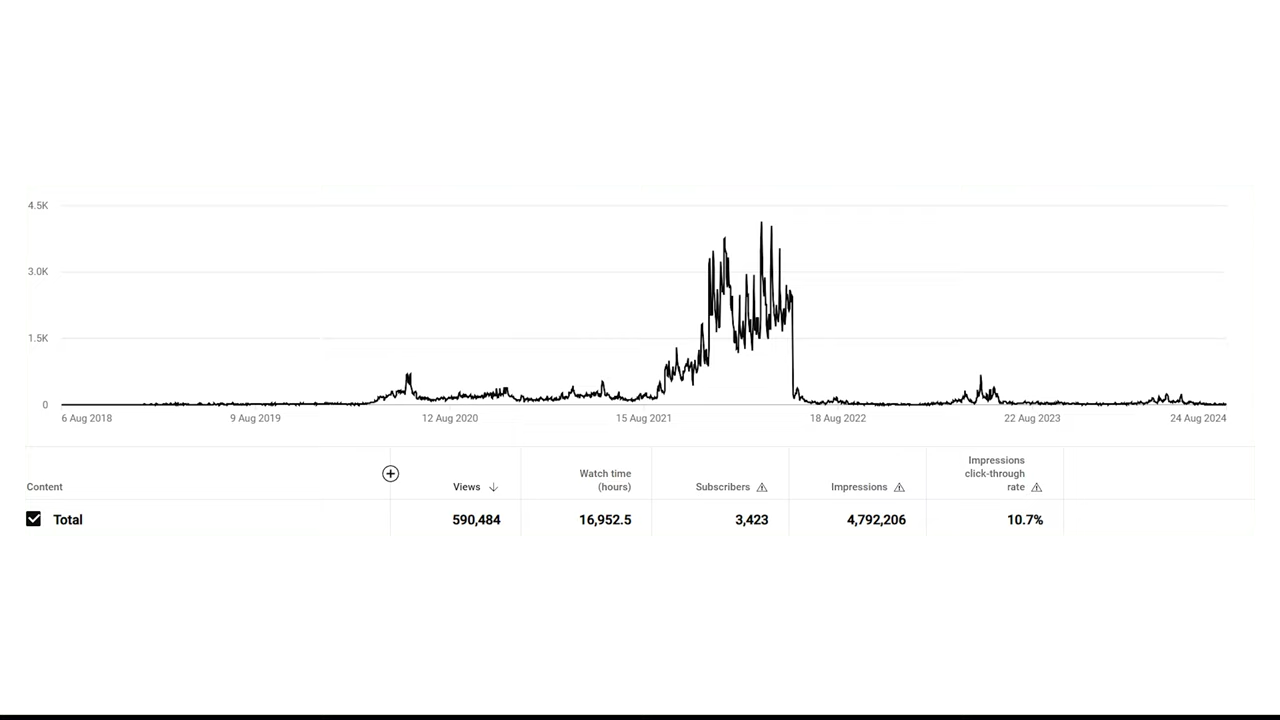 4.5K
3.0K
1.5K
0
6 Aug 2018 9 Aug 2019 12 Aug 2020 15 Aug 2021 18 Aug 2022 22 Aug 2023 24 Aug 2024
Content Views Watch time (hours) Subscribers Impressions Impressions click-through rate
Total 590,484 16,952.5 3,423 4,792,206 10.7%